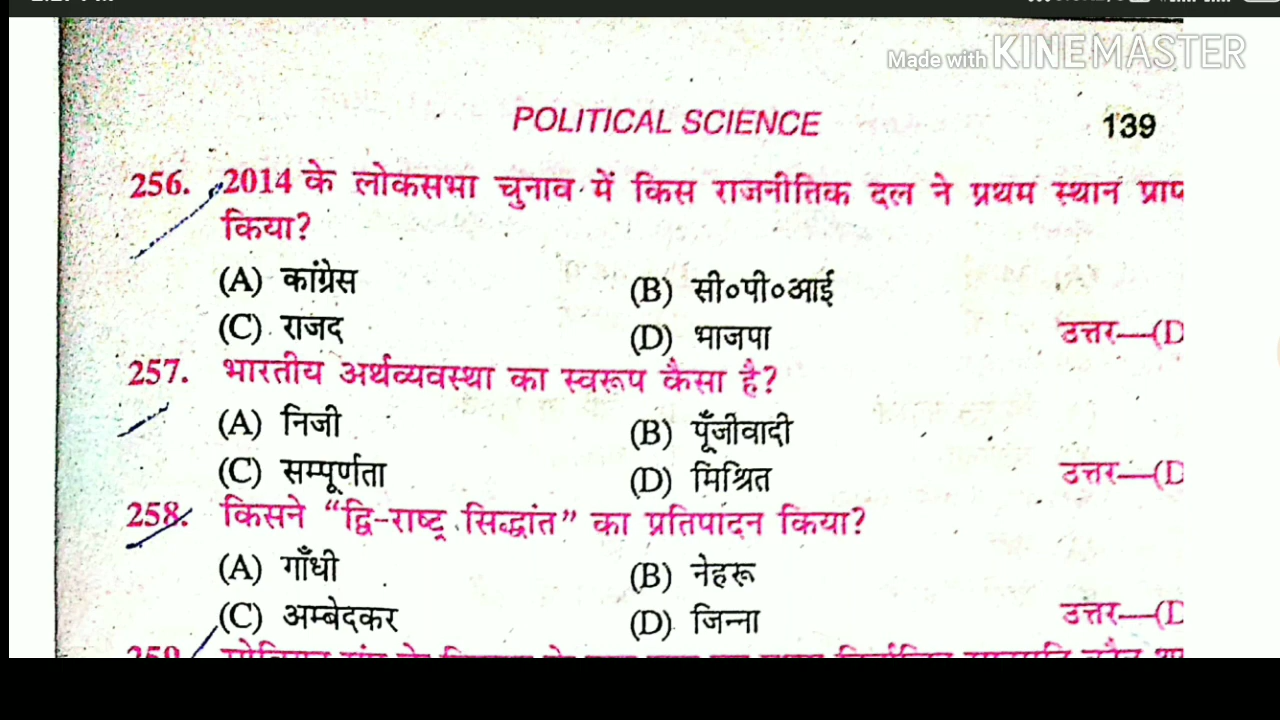 Made with KINEMASTER
POLITICAL SCIENCE 139
256. 2014 के लोकसभा चुनाव में किस राजनीतिक दल ने प्रथम स्थान प्राप
किया?
(A) कांग्रेस (B) सी०पी०आई
(C) राजद (D) भाजपा उत्तर—(D
257. भारतीय अर्थव्यवस्था का स्वरूप कैसा है?
(A) निजी (B) पूँजीवादी
(C) सम्पूर्णता (D) मिश्रित उत्तर—(D
258. किसने “द्वि-राष्ट्र सिद्धांत” का प्रतिपादन किया?
(A) गाँधी (B) नेहरू
(C) अम्बेदकर (D) जिन्ना उत्तर—(D
259.